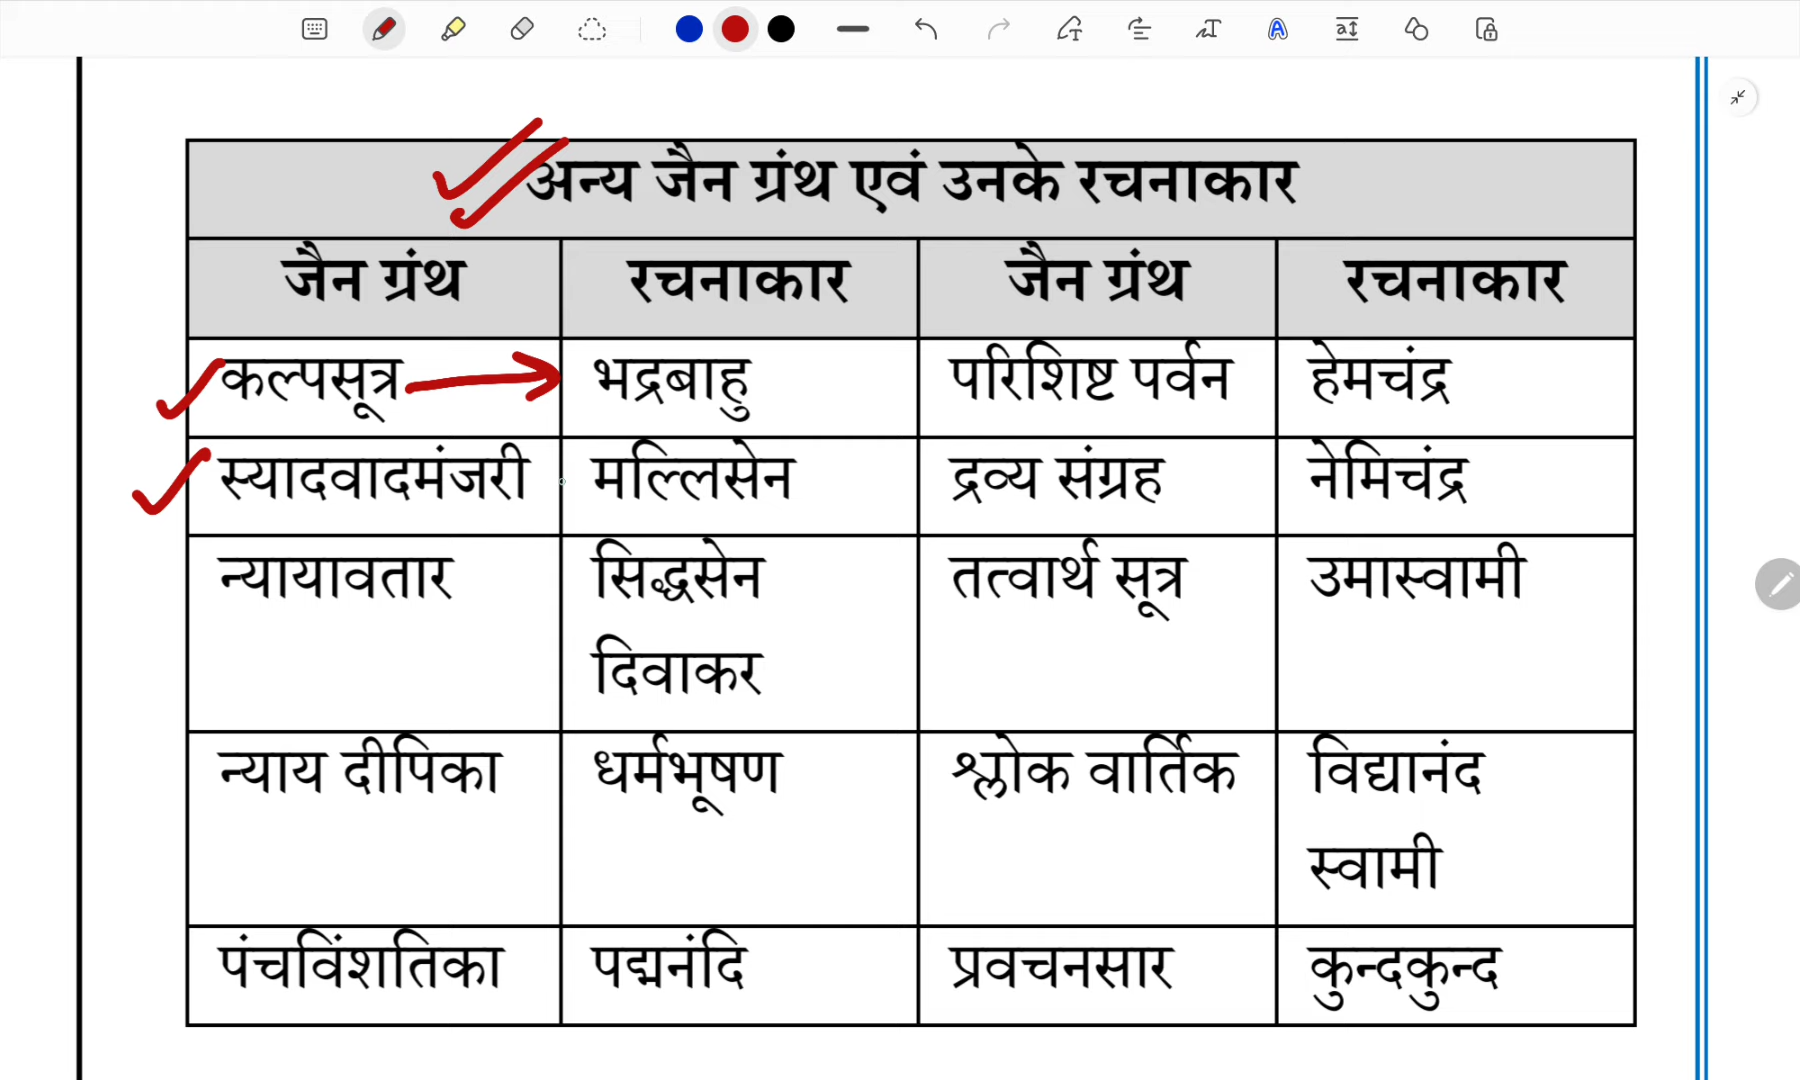 अन्य जैन ग्रंथ एवं उनके रचनाकार
जैन ग्रंथ रचनाकार जैन ग्रंथ रचनाकार
कल्पसूत्र भद्रबाहु परिशिष्ट पर्वन हेमचंद्र
स्यादवादमंजरी मल्लिसेन द्रव्य संग्रह नेमिचंद्र
न्यायावतार सिद्धसेन तत्वार्थ सूत्र उमास्वामी
दिवाकर
न्याय दीपिका धर्मभूषण श्लोक वार्तिक विद्यानंद
स्वामी
पंचविंशतिका पद्मनंदि प्रवचनसार कुन्दकुन्द